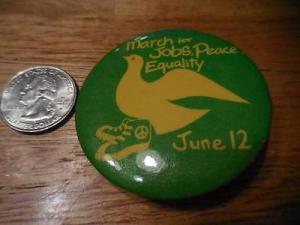 March for
Jobs, Peace
Equality
June 12